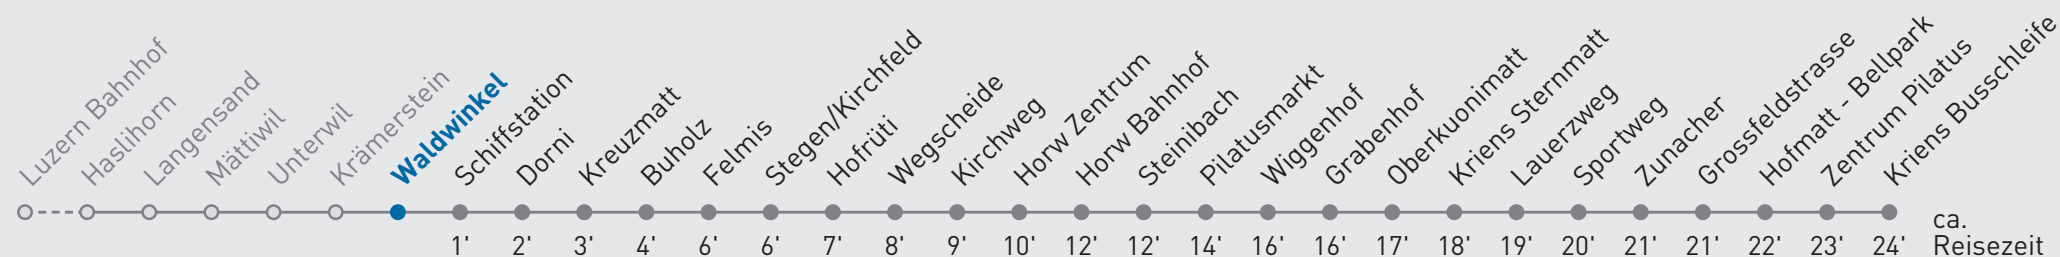 Luzern Bahnhof
Haslihorn
Langensand
Mättiwil
Unterwil
Krämerstein
Waldwinkel
Schiffstation
Dorni
Kreuzmatt
Buholz
Felmis
Stegen/Kirchfeld
Hofrüti
Wegscheide
Kirchweg
Horw Zentrum
Horw Bahnhof
Steinibach
Pilatusmarkt
Wiggenhof
Grabenhof
Oberkuonimatt
Kriens Sternmatt
Lauerzweg
Sportweg
Zunacher
Grossfeldstrasse
Hofmatt - Bellpark
Zentrum Pilatus
Kriens Busschleife
1' 2' 3' 4' 6' 6' 7' 8' 9' 10' 12' 12' 14' 16' 16' 17' 18' 19' 20' 21' 21' 22' 23' 24'
ca.
Reisezeit